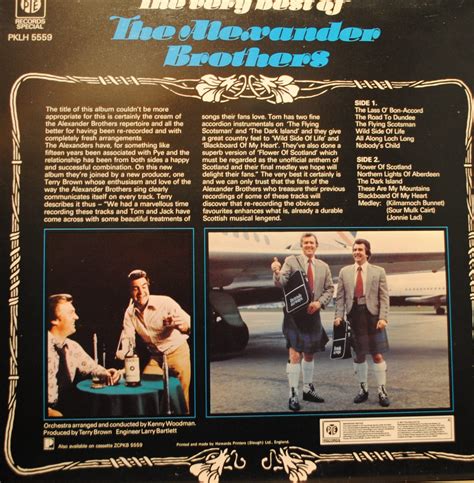 PYE
RECORDS
SPECIAL
PKLH 5559
The very best of
The Alexander
Brothers
The title of this album couldn't be more
appropriate for this is certainly the cream of
the Alexander Brothers repertoire and all the
better for having been re-recorded and with
completely fresh arrangements
The Alexanders have, for something like
fifteen years been associated with Pye and the
relationship has been from both sides a happy
and successful combination. On this new
album they're joined by a new producer, one
Terry Brown whose enthusiasm and love of the
way the Alexander Brothers sing clearly
communicates itself on every track. Terry
describes it thus – "We had a marvellous time
recording these tracks and Tom and Jack have
come across with some beautiful treatments of
songs their fans love. Tom has two fine
accordion instrumentals on 'The Flying
Scotsman' and 'The Dark Island' and they give
a great country feel to 'Wild Side Of Life' and
'Blackboard Of My Heart'. They've also done a
superb version of 'Flower Of Scotland' which
must be regarded as the unofficial anthem of
Scotland and their final medley we hope will
delight their fans." The very best it certainly is
and we can only trust that the fans of the
Alexander Brothers who treasure their previous
recordings of some of these tracks will
discover that re-recording the obvious
favourites enhances what is, already a durable
Scottish musical legend.
SIDE 1.
The Lass O' Bon-Accord
The Road To Dundee
The Flying Scotsman
Wild Side Of Life
All Along Loch Long
Nobody's Child
SIDE 2.
Flower Of Scotland
Northern Lights Of Aberdeen
The Dark Island
These Are My Mountains
Blackboard Of My Heart
Medley: (Kilmarnoch Bunnet)
(Sour Mulk Cairt)
(Jonnie Lad)
Orchestra arranged and conducted by Kenny Woodman.
Produced by Terry Brown Engineer Larry Bartlett
Also available on cassette ZCPKB 5559
Printed and made by Howards Printers (Slough) Ltd., England.
PYE
RECORDS